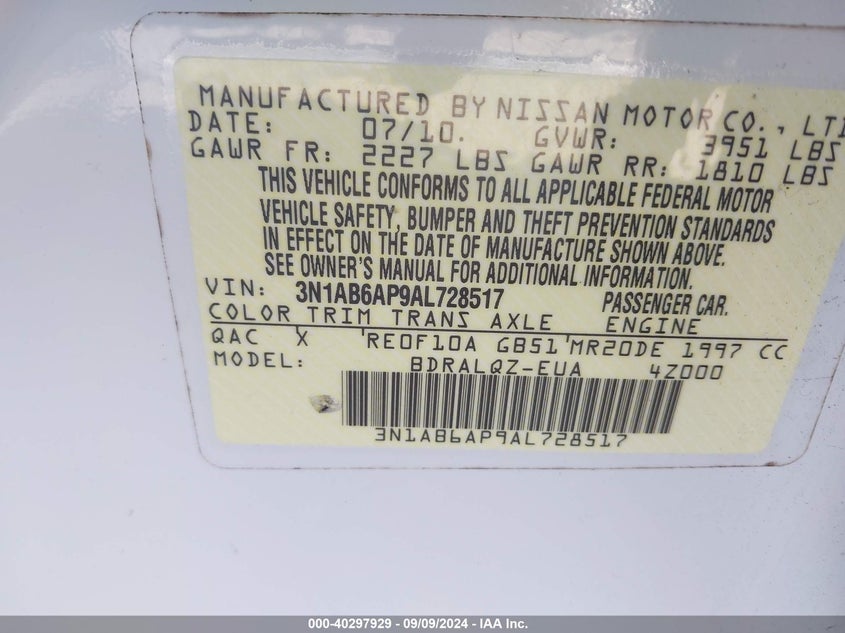 MANUFACTURED BY NISSAN MOTOR CO., LTD
DATE: 07/10. GVWR: 3951 LBS
GAWR FR: 2227 LBS GAWR RR: 1810 LBS
THIS VEHICLE CONFORMS TO ALL APPLICABLE FEDERAL MOTOR
VEHICLE SAFETY, BUMPER AND THEFT PREVENTION STANDARDS
IN EFFECT ON THE DATE OF MANUFACTURE SHOWN ABOVE.
SEE OWNER'S MANUAL FOR ADDITIONAL INFORMATION.
VIN: 3N1AB6AP9AL728517 PASSENGER CAR.
COLOR TRIM TRANS AXLE ENGINE
QAC X RE0F10A GB51 MR20DE 1997 CC
MODEL: BDRALQZ-EUA 4Z000
3N1AB6AP9AL728517
000-40297929 - 09/09/2024 - IAA Inc.